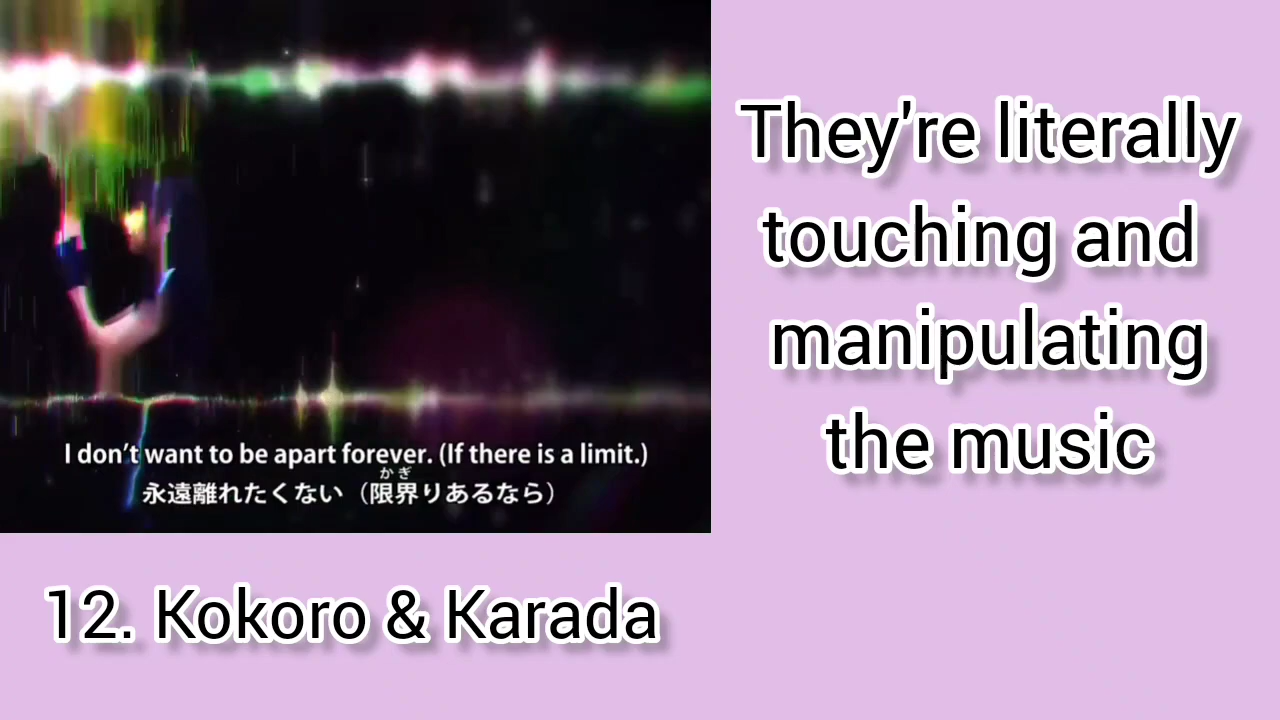 They're literally
touching and
manipulating
the music
I don't want to be apart forever. (If there is a limit.)
かぎ
永遠離れたくない（限界りあるなら）
12. Kokoro & Karada